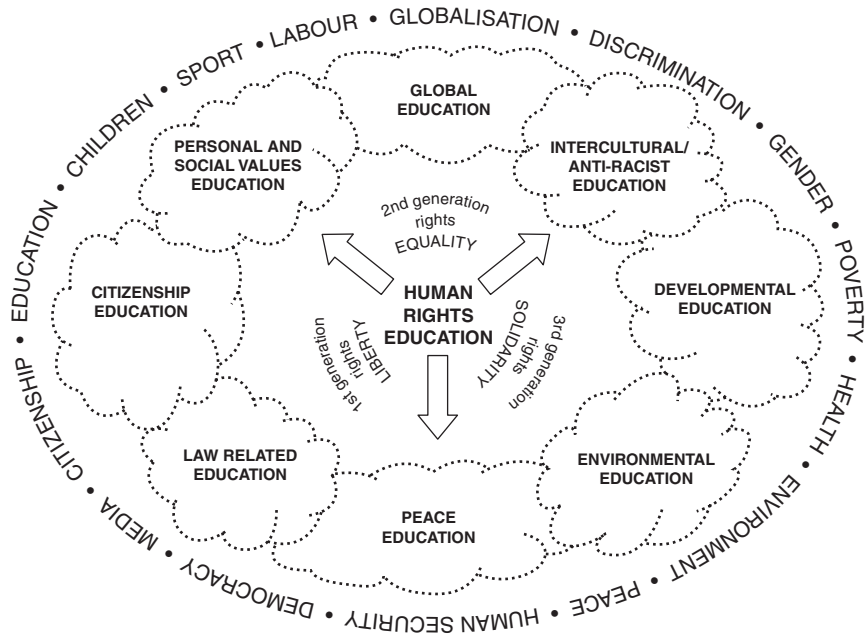 EDUCATION • CHILDREN • SPORT • LABOUR • GLOBALISATION • DISCRIMINATION • GENDER • POVERTY • HEALTH • ENVIRONMENT • PEACE • HUMAN SECURITY • DEMOCRACY • MEDIA • CITIZENSHIP •
GLOBAL
EDUCATION
PERSONAL AND
SOCIAL VALUES
EDUCATION
INTERCULTURAL/
ANTI-RACIST
EDUCATION
2nd generation
rights
EQUALITY
CITIZENSHIP
EDUCATION
HUMAN
RIGHTS
EDUCATION
DEVELOPMENTAL
EDUCATION
1st generation
rights
LIBERTY
3rd generation
rights
SOLIDARITY
LAW RELATED
EDUCATION
ENVIRONMENTAL
EDUCATION
PEACE
EDUCATION